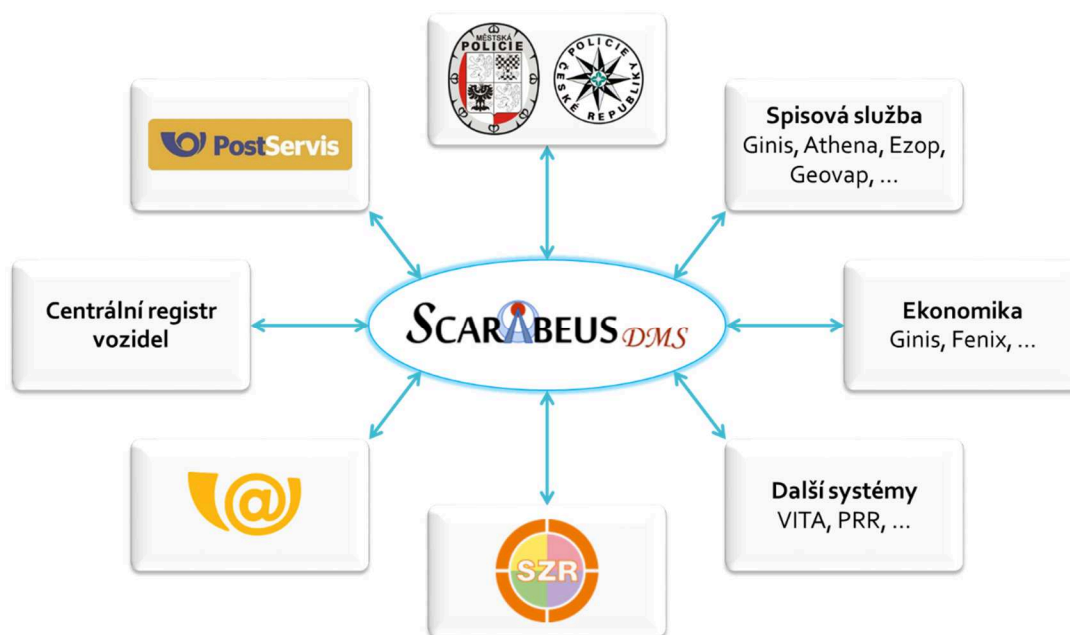 MĚSTSKÁ
POLICIE
POLICIE
ČESKÉ REPUBLIKY
PostServis
Spisová služba
Ginis, Athena, Ezop,
Geovap, ...
Centrální registr
vozidel
SCARABEUS DMS
Ekonomika
Ginis, Fenix, ...
@
SZR
Další systémy
VITA, PRR, ...